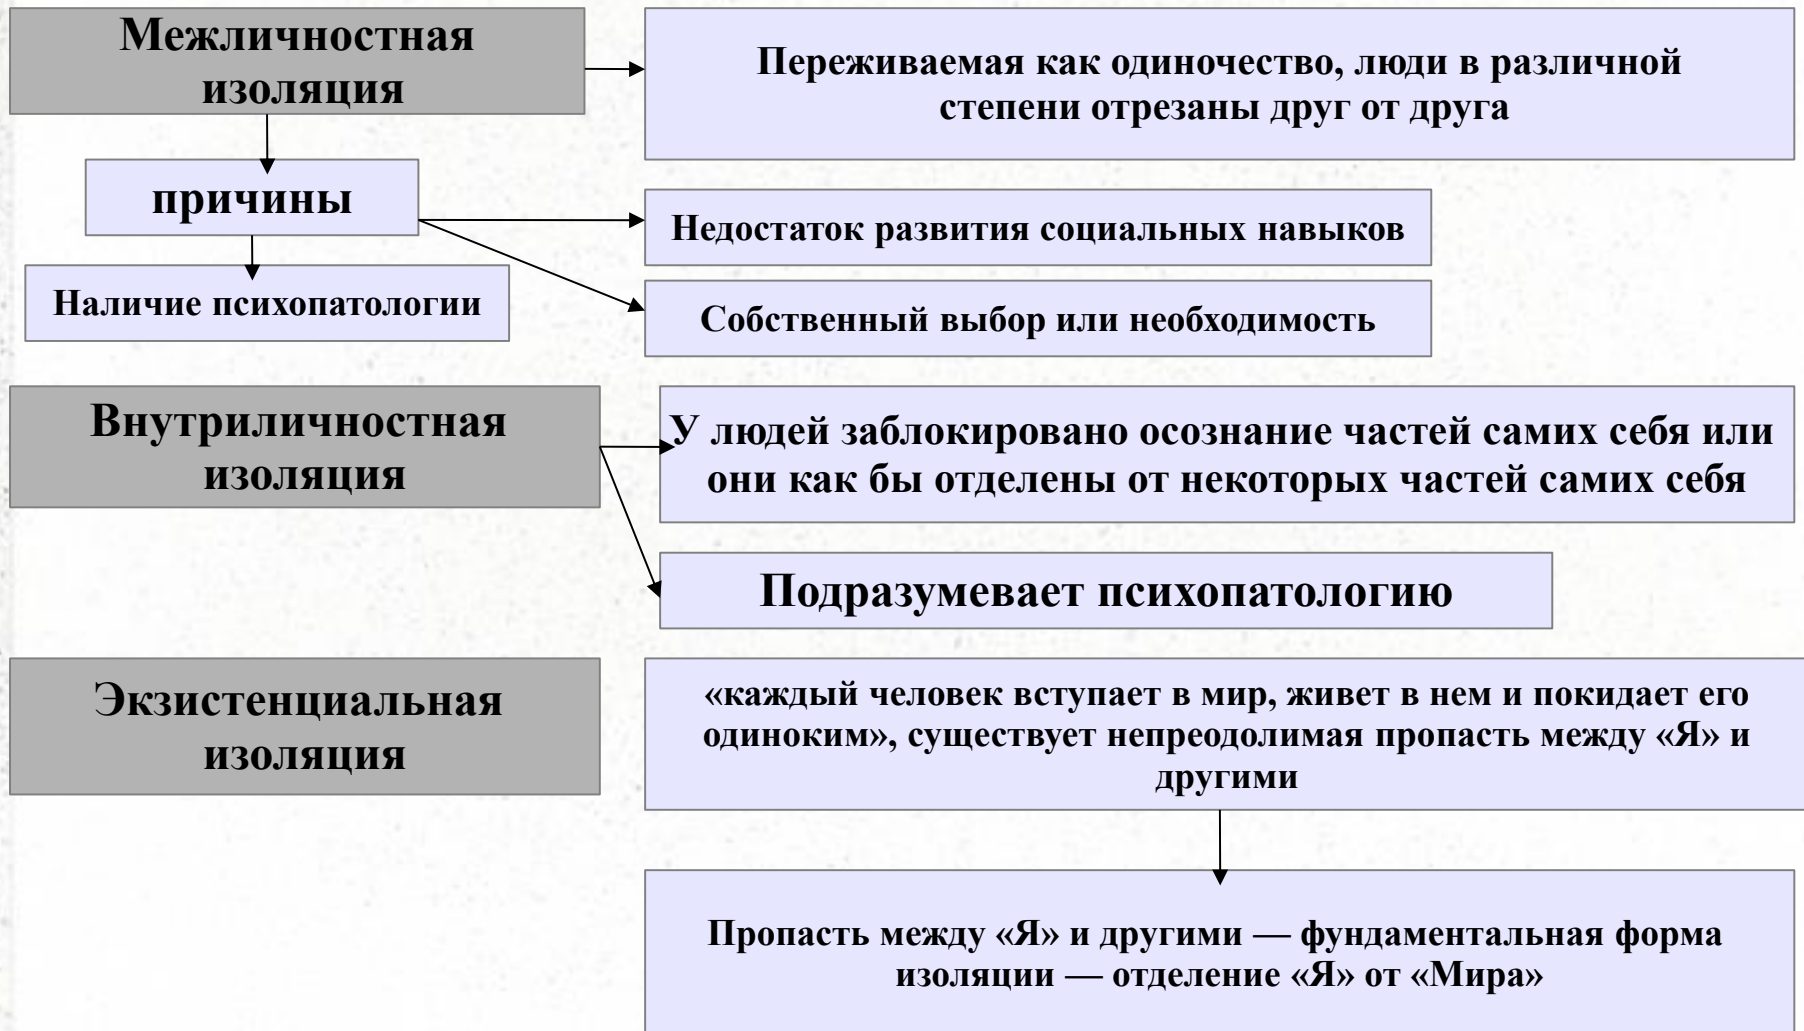 Межличностная
изоляция
Переживаемая как одиночество, люди в различной
степени отрезаны друг от друга
причины
Недостаток развития социальных навыков
Наличие психопатологии
Собственный выбор или необходимость
Внутриличностная
изоляция
У людей заблокировано осознание частей самих себя или
они как бы отделены от некоторых частей самих себя
Подразумевает психопатологию
Экзистенциальная
изоляция
«каждый человек вступает в мир, живет в нем и покидает его
одиноким», существует непреодолимая пропасть между «Я» и
другими
Пропасть между «Я» и другими — фундаментальная форма
изоляции — отделение «Я» от «Мира»